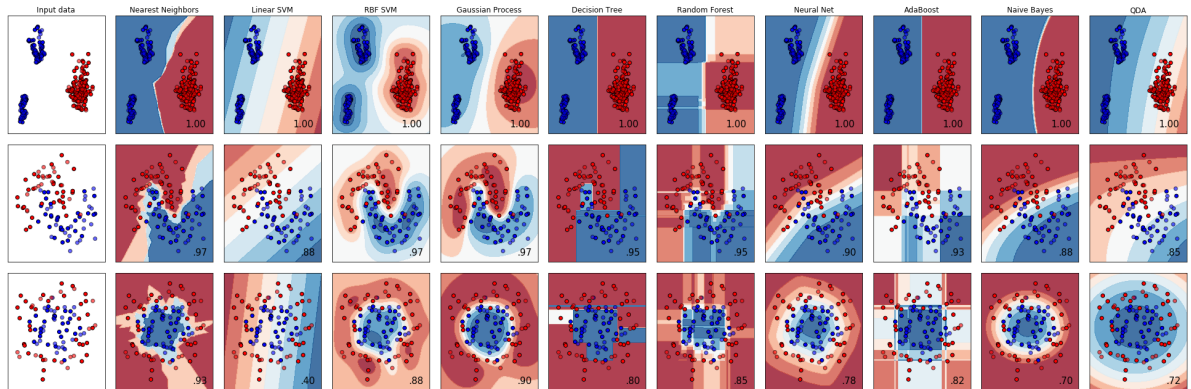 Input data Nearest Neighbors Linear SVM RBF SVM Gaussian Process Decision Tree Random Forest Neural Net AdaBoost Naive Bayes QDA
1.00 1.00 1.00 1.00 1.00 1.00 1.00 1.00 1.00 1.00
.97 .88 .97 .97 .95 .95 .90 .93 .88 .85
.93 .40 .88 .90 .80 .85 .78 .82 .70 .72